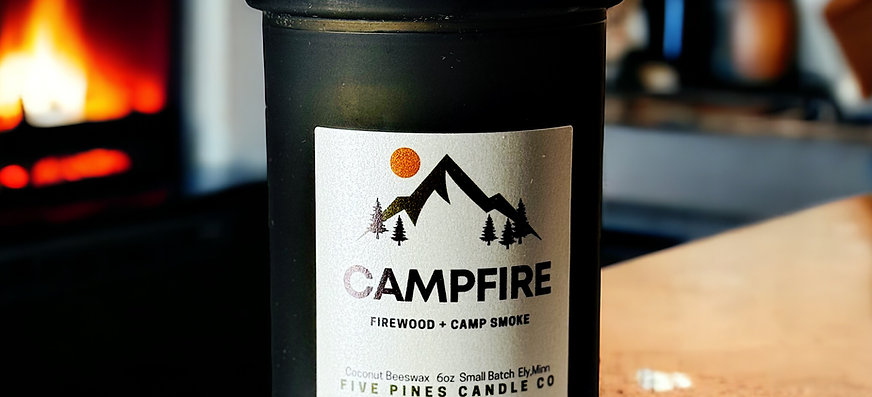 CAMPFIRE
FIREWOOD + CAMP SMOKE
Coconut Beeswax 6oz Small Batch Ely,Minn
FIVE PINES CANDLE CO